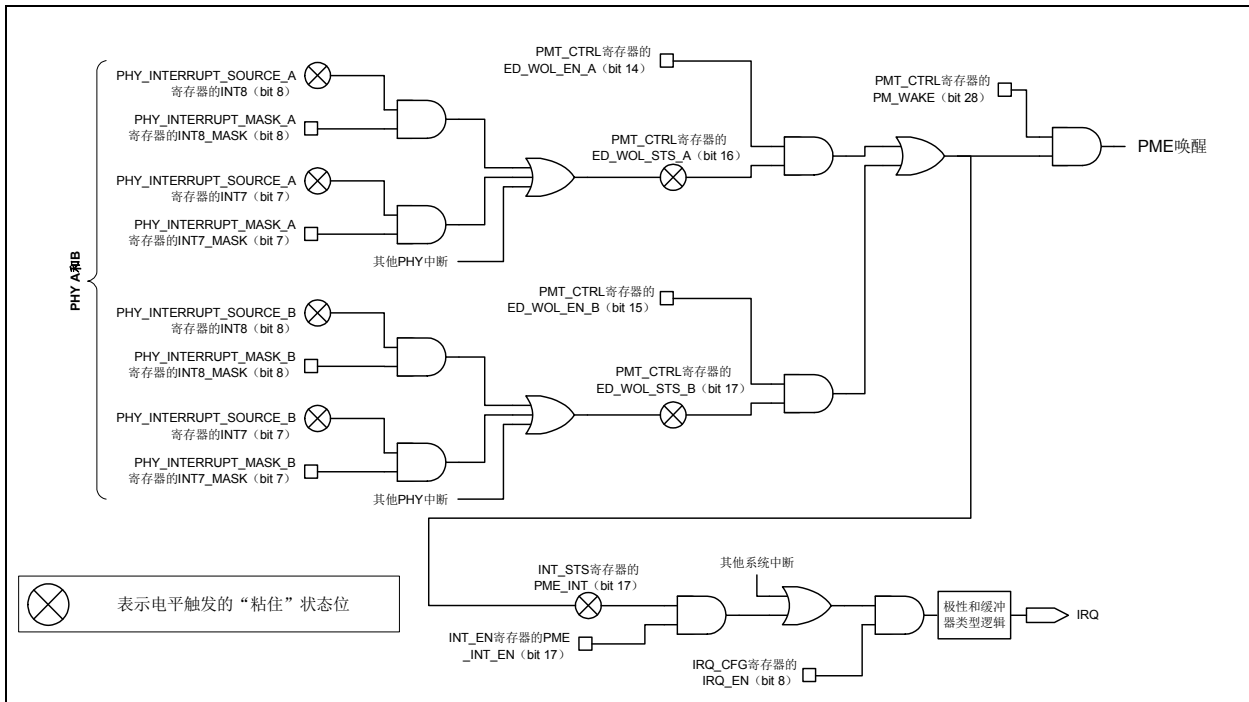 PMT_CTRL寄存器的
ED_WOL_EN_A（bit 14）
PHY_INTERRUPT_SOURCE_A
寄存器的INT8（bit 8）
PMT_CTRL寄存器的
PM_WAKE（bit 28）
PHY_INTERRUPT_MASK_A
寄存器的INT8_MASK（bit 8）
PMT_CTRL寄存器的
ED_WOL_STS_A（bit 16）
PME唤醒
PHY_INTERRUPT_SOURCE_A
寄存器的INT7（bit 7）
PHY_INTERRUPT_MASK_A
寄存器的INT7_MASK（bit 7）
其他PHY中断
PHY A和B
PMT_CTRL寄存器的
ED_WOL_EN_B（bit 15）
PHY_INTERRUPT_SOURCE_B
寄存器的INT8（bit 8）
PHY_INTERRUPT_MASK_B
寄存器的INT8_MASK（bit 8）
PMT_CTRL寄存器的
ED_WOL_STS_B（bit 17）
PHY_INTERRUPT_SOURCE_B
寄存器的INT7（bit 7）
PHY_INTERRUPT_MASK_B
寄存器的INT7_MASK（bit 7）
其他PHY中断
INT_STS寄存器的
PME_INT（bit 17）
其他系统中断
表示电平触发的“粘住”状态位
极性和缓冲
器类型逻辑
IRQ
INT_EN寄存器的PME
_INT_EN（bit 17）
IRQ_CFG寄存器的
IRQ_EN（bit 8）